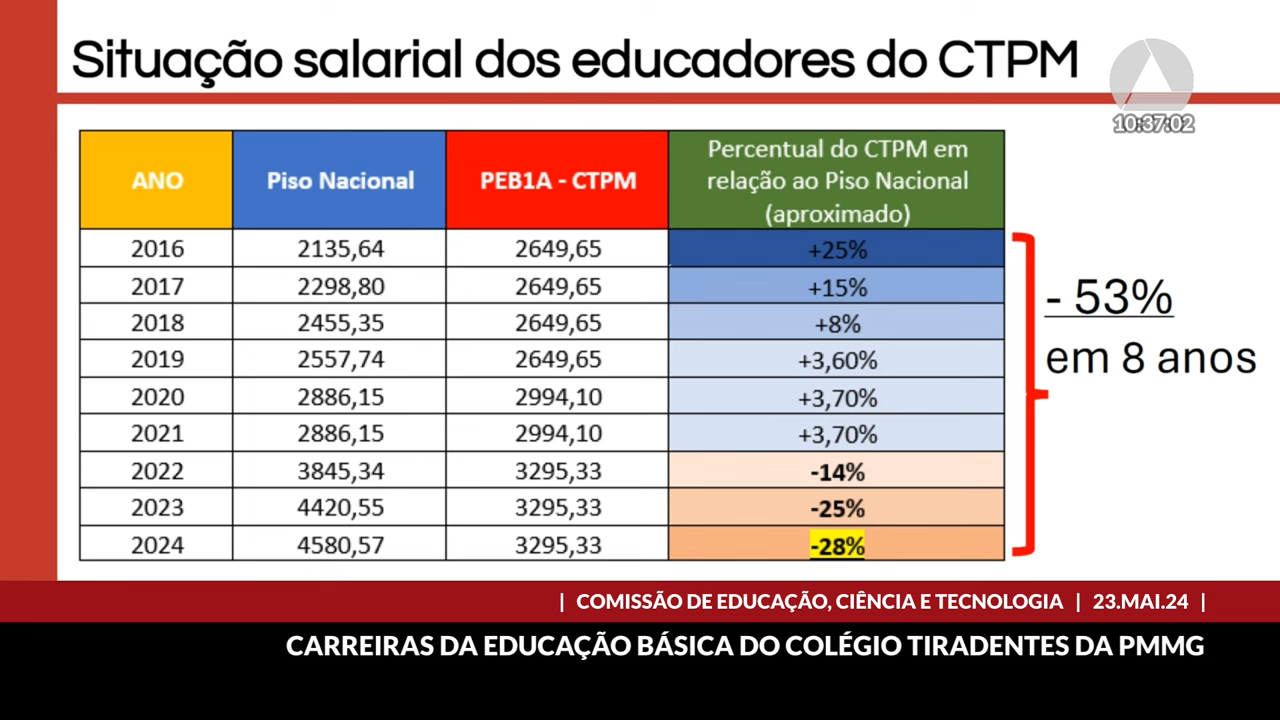 Situação salarial dos educadores do CTPM
10:37:02
ANO Piso Nacional PEB1A - CTPM Percentual do CTPM em relação ao Piso Nacional (aproximado)
2016 2135,64 2649,65 +25%
2017 2298,80 2649,65 +15%
2018 2455,35 2649,65 +8%
2019 2557,74 2649,65 +3,60%
2020 2886,15 2994,10 +3,70%
2021 2886,15 2994,10 +3,70%
2022 3845,34 3295,33 -14%
2023 4420,55 3295,33 -25%
2024 4580,57 3295,33 -28%
- 53%
em 8 anos
| COMISSÃO DE EDUCAÇÃO, CIÊNCIA E TECNOLOGIA | 23.MAI.24 |
CARREIRAS DA EDUCAÇÃO BÁSICA DO COLÉGIO TIRADENTES DA PMMG